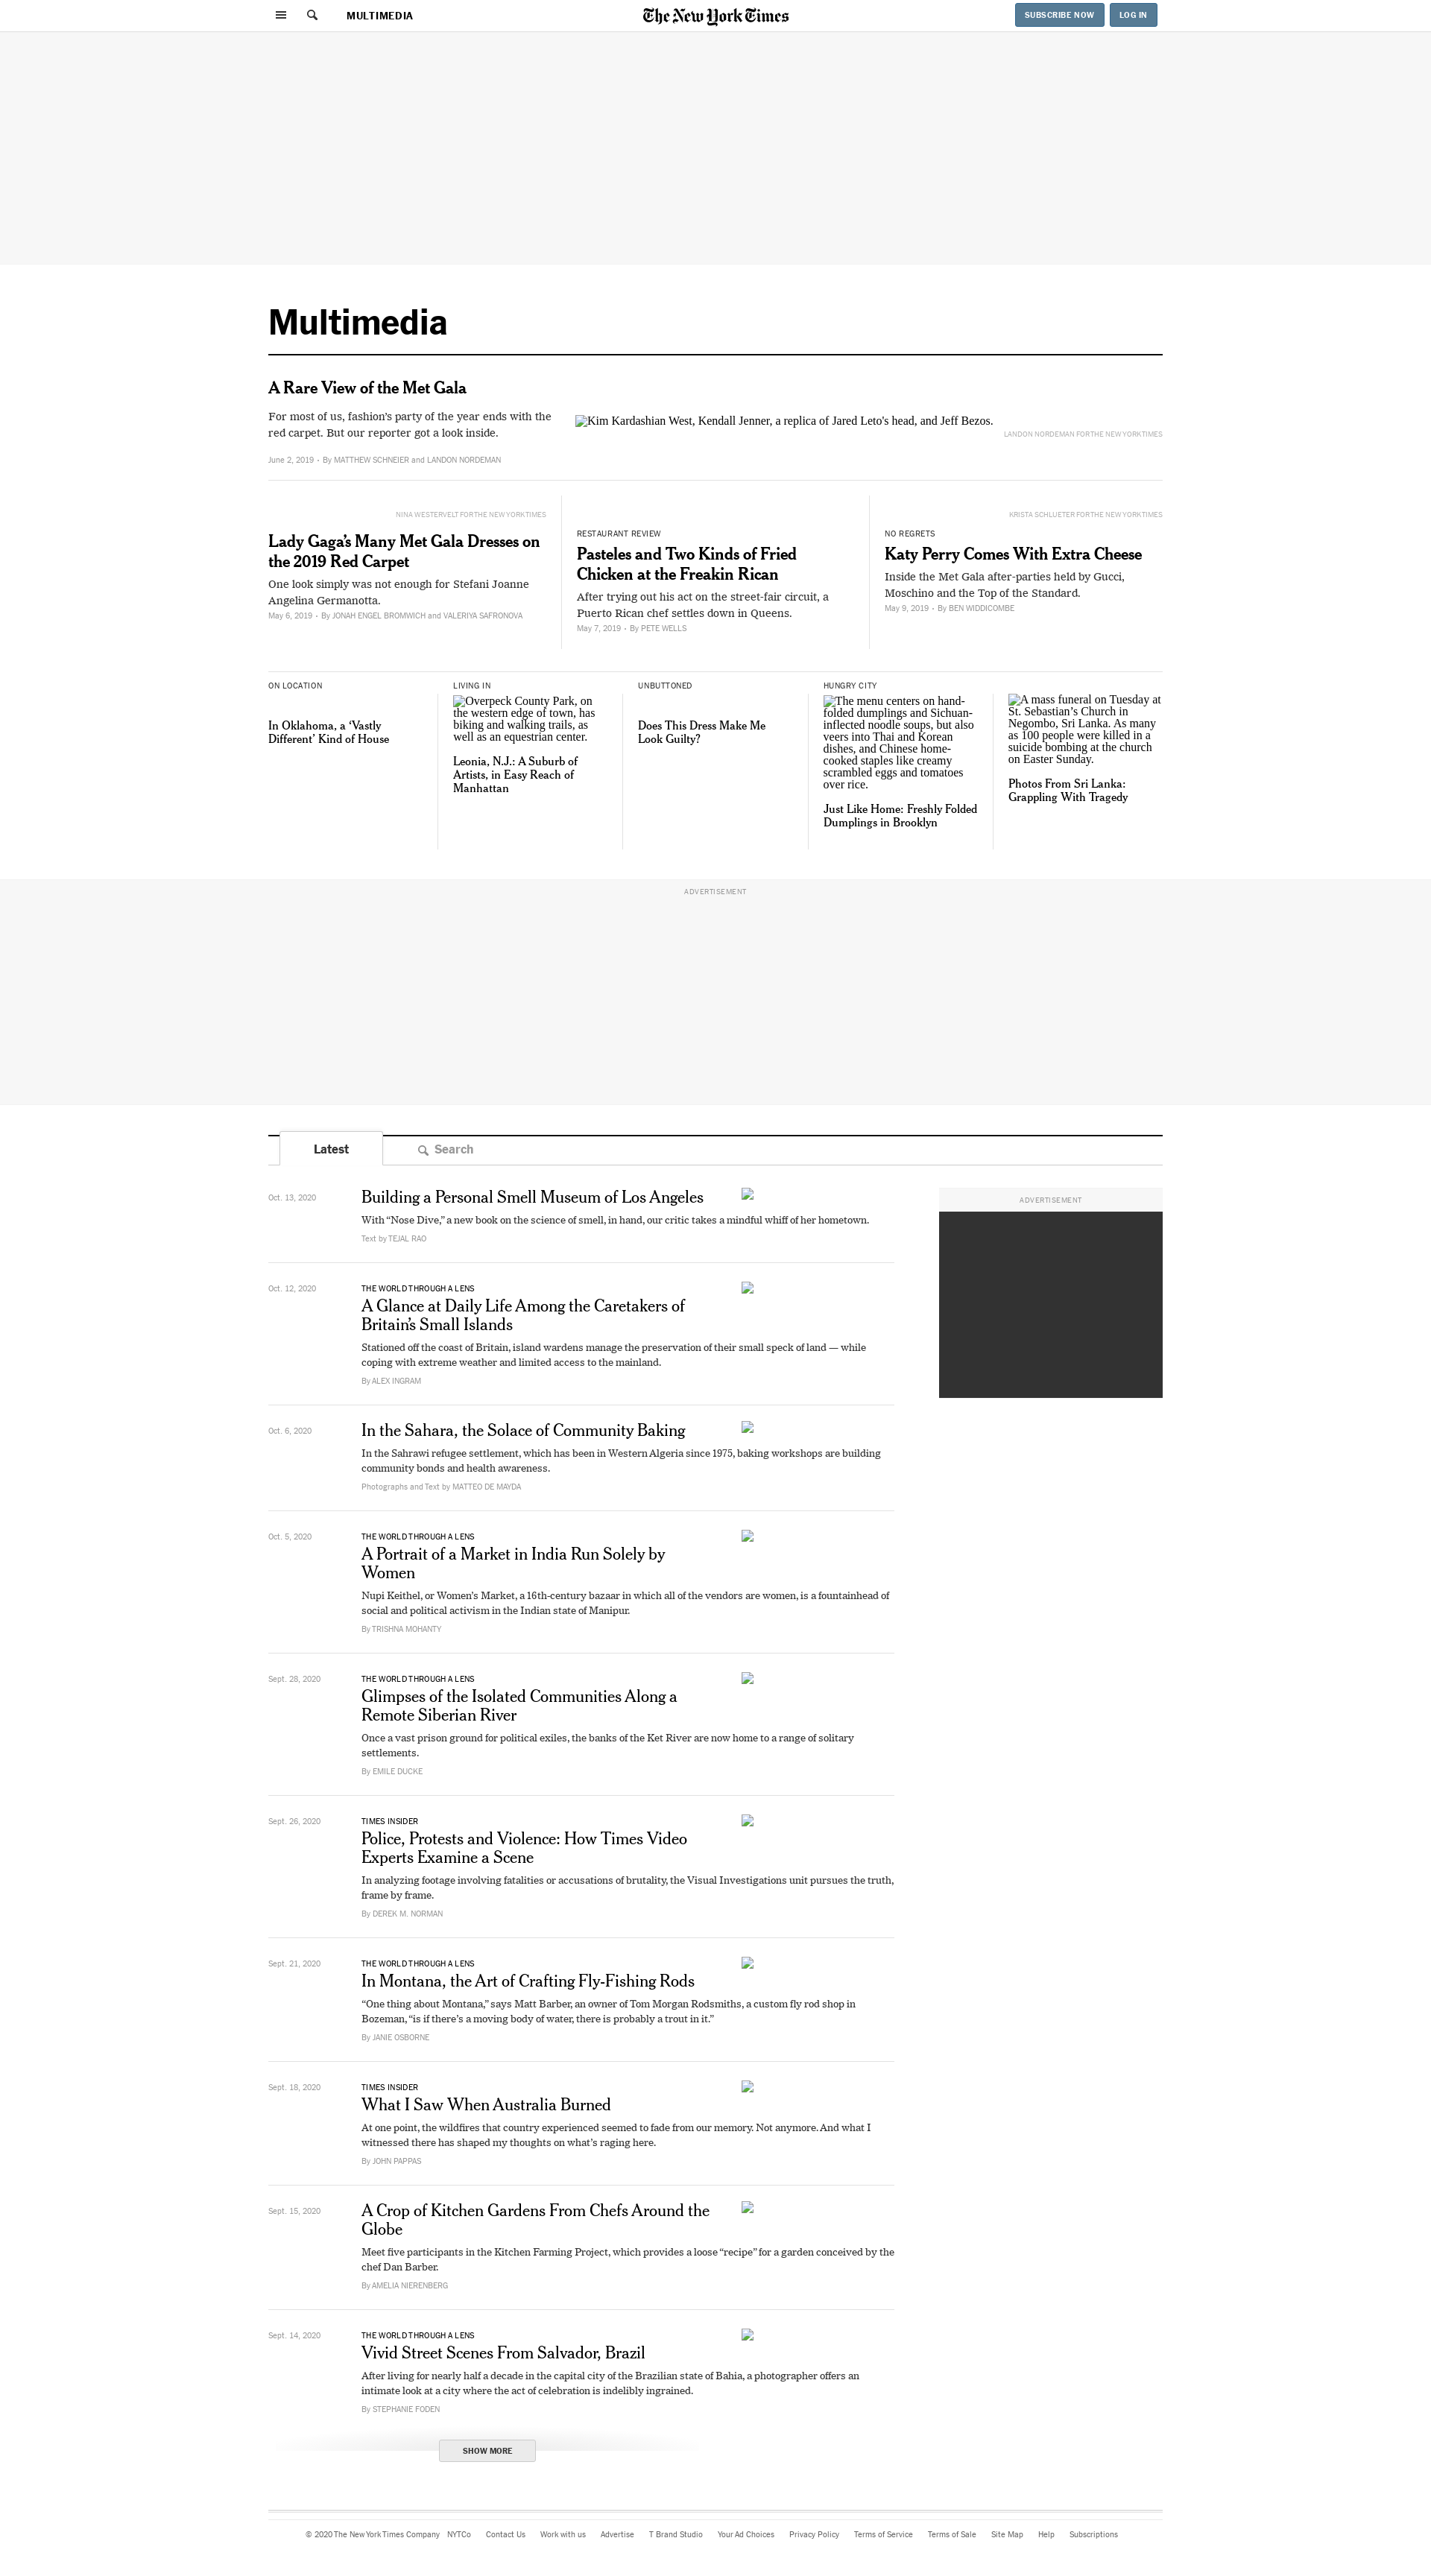 MULTIMEDIA
The New York Times
SUBSCRIBE NOW
LOG IN
Multimedia
A Rare View of the Met Gala
For most of us, fashion’s party of the year ends with the
red carpet. But our reporter got a look inside.
June 2, 2019 • By MATTHEW SCHNEIER and LANDON NORDEMAN
Kim Kardashian West, Kendall Jenner, a replica of Jared Leto's head, and Jeff Bezos.
LANDON NORDEMAN FOR THE NEW YORK TIMES
NINA WESTERVELT FOR THE NEW YORK TIMES
Lady Gaga’s Many Met Gala Dresses on
the 2019 Red Carpet
One look simply was not enough for Stefani Joanne
Angelina Germanotta.
May 6, 2019 • By JONAH ENGEL BROMWICH and VALERIYA SAFRONOVA
RESTAURANT REVIEW
Pasteles and Two Kinds of Fried
Chicken at the Freakin Rican
After trying out his act on the street-fair circuit, a
Puerto Rican chef settles down in Queens.
May 7, 2019 • By PETE WELLS
KRISTA SCHLUETER FOR THE NEW YORK TIMES
NO REGRETS
Katy Perry Comes With Extra Cheese
Inside the Met Gala after-parties held by Gucci,
Moschino and the Top of the Standard.
May 9, 2019 • By BEN WIDDICOMBE
ON LOCATION
In Oklahoma, a ‘Vastly
Different’ Kind of House
LIVING IN
Overpeck County Park, on
the western edge of town, has
biking and walking trails, as
well as an equestrian center.
Leonia, N.J.: A Suburb of
Artists, in Easy Reach of
Manhattan
UNBUTTONED
Does This Dress Make Me
Look Guilty?
HUNGRY CITY
The menu centers on hand-
folded dumplings and Sichuan-
inflected noodle soups, but also
veers into Thai and Korean
dishes, and Chinese home-
cooked staples like creamy
scrambled eggs and tomatoes
over rice.
Just Like Home: Freshly Folded
Dumplings in Brooklyn
A mass funeral on Tuesday at
St. Sebastian’s Church in
Negombo, Sri Lanka. As many
as 100 people were killed in a
suicide bombing at the church
on Easter Sunday.
Photos From Sri Lanka:
Grappling With Tragedy
ADVERTISEMENT
Latest
Search
ADVERTISEMENT
Oct. 13, 2020
Building a Personal Smell Museum of Los Angeles
With “Nose Dive,” a new book on the science of smell, in hand, our critic takes a mindful whiff of her hometown.
Text by TEJAL RAO
Oct. 12, 2020
THE WORLD THROUGH A LENS
A Glance at Daily Life Among the Caretakers of
Britain’s Small Islands
Stationed off the coast of Britain, island wardens manage the preservation of their small speck of land — while
coping with extreme weather and limited access to the mainland.
By ALEX INGRAM
Oct. 6, 2020
In the Sahara, the Solace of Community Baking
In the Sahrawi refugee settlement, which has been in Western Algeria since 1975, baking workshops are building
community bonds and health awareness.
Photographs and Text by MATTEO DE MAYDA
Oct. 5, 2020
THE WORLD THROUGH A LENS
A Portrait of a Market in India Run Solely by
Women
Nupi Keithel, or Women’s Market, a 16th-century bazaar in which all of the vendors are women, is a fountainhead of
social and political activism in the Indian state of Manipur.
By TRISHNA MOHANTY
Sept. 28, 2020
THE WORLD THROUGH A LENS
Glimpses of the Isolated Communities Along a
Remote Siberian River
Once a vast prison ground for political exiles, the banks of the Ket River are now home to a range of solitary
settlements.
By EMILE DUCKE
Sept. 26, 2020
TIMES INSIDER
Police, Protests and Violence: How Times Video
Experts Examine a Scene
In analyzing footage involving fatalities or accusations of brutality, the Visual Investigations unit pursues the truth,
frame by frame.
By DEREK M. NORMAN
Sept. 21, 2020
THE WORLD THROUGH A LENS
In Montana, the Art of Crafting Fly-Fishing Rods
“One thing about Montana,” says Matt Barber, an owner of Tom Morgan Rodsmiths, a custom fly rod shop in
Bozeman, “is if there’s a moving body of water, there is probably a trout in it.”
By JANIE OSBORNE
Sept. 18, 2020
TIMES INSIDER
What I Saw When Australia Burned
At one point, the wildfires that country experienced seemed to fade from our memory. Not anymore. And what I
witnessed there has shaped my thoughts on what’s raging here.
By JOHN PAPPAS
Sept. 15, 2020
A Crop of Kitchen Gardens From Chefs Around the
Globe
Meet five participants in the Kitchen Farming Project, which provides a loose “recipe” for a garden conceived by the
chef Dan Barber.
By AMELIA NIERENBERG
Sept. 14, 2020
THE WORLD THROUGH A LENS
Vivid Street Scenes From Salvador, Brazil
After living for nearly half a decade in the capital city of the Brazilian state of Bahia, a photographer offers an
intimate look at a city where the act of celebration is indelibly ingrained.
By STEPHANIE FODEN
SHOW MORE
© 2020 The New York Times Company NYTCo Contact Us Work with us Advertise T Brand Studio Your Ad Choices Privacy Policy Terms of Service Terms of Sale Site Map Help Subscriptions